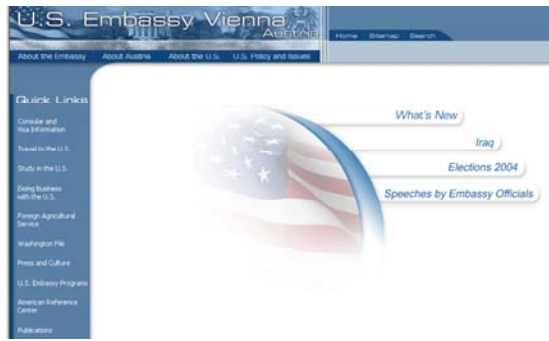 U.S. Embassy Vienna
Austria
Home Sitemap Search
About the Embassy About Austria About the U.S. U.S. Policy and Issues
Quick Links
Consular and
Visa Information
Travel to the U.S.
Study in the U.S.
Doing Business
with the U.S.
Foreign Agricultural
Service
Washington File
Press and Culture
U.S. Embassy Programs
American Reference
Center
Publications
What's New
Iraq
Elections 2004
Speeches by Embassy Officials